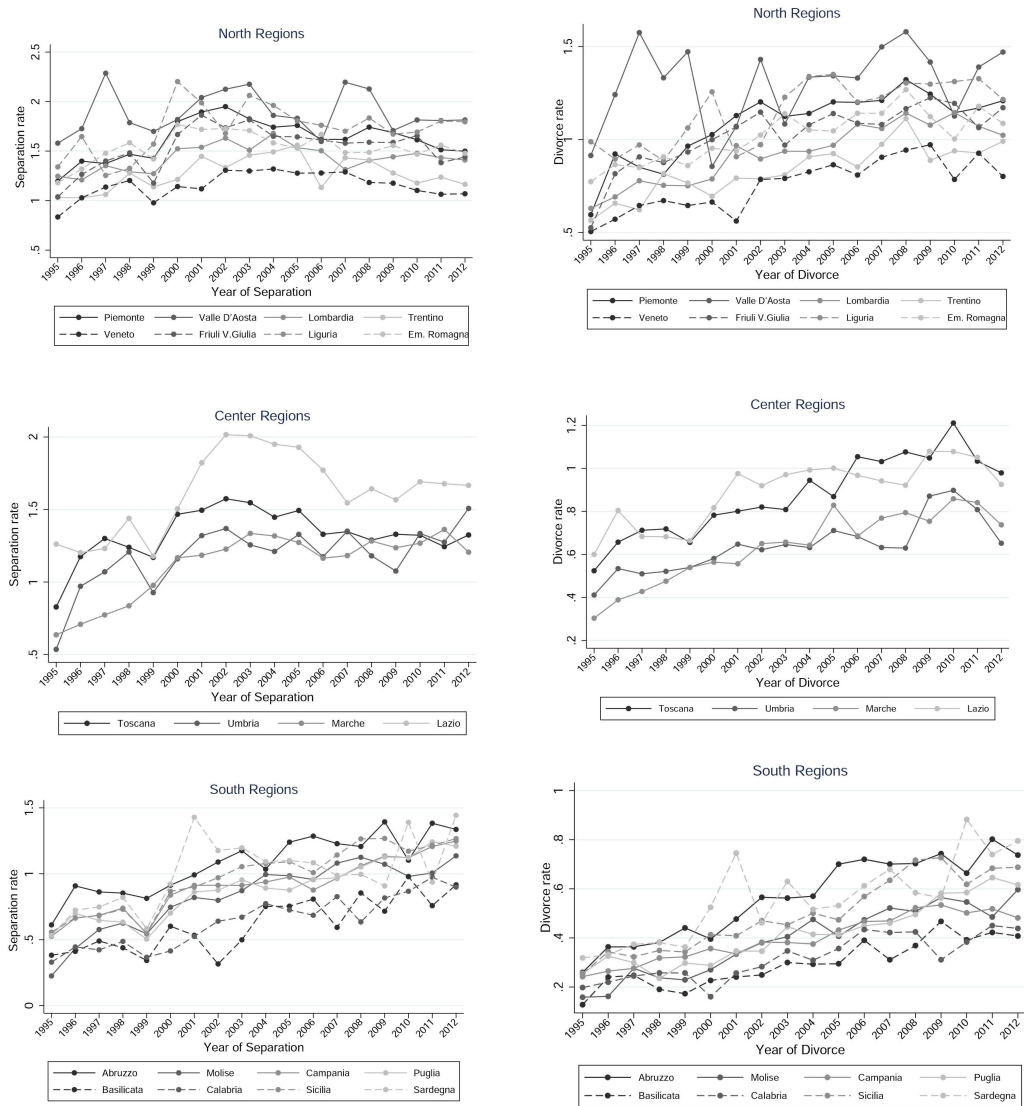 North Regions
Separation rate
2.5
2
1.5
1
.5
1995 1996 1997 1998 1999 2000 2001 2002 2003 2004 2005 2006 2007 2008 2009 2010 2011 2012
Year of Separation
Piemonte Valle D'Aosta Lombardia Trentino
Veneto Friuli V.Giulia Liguria Em. Romagna
North Regions
Divorce rate
1.5
1
.5
1995 1996 1997 1998 1999 2000 2001 2002 2003 2004 2005 2006 2007 2008 2009 2010 2011 2012
Year of Divorce
Piemonte Valle D'Aosta Lombardia Trentino
Veneto Friuli V.Giulia Liguria Em. Romagna
Center Regions
Separation rate
2
1.5
1
.5
1995 1996 1997 1998 1999 2000 2001 2002 2003 2004 2005 2006 2007 2008 2009 2010 2011 2012
Year of Separation
Toscana Umbria Marche Lazio
Center Regions
Divorce rate
1.2
1
.8
.6
.4
.2
1995 1996 1997 1998 1999 2000 2001 2002 2003 2004 2005 2006 2007 2008 2009 2010 2011 2012
Year of Divorce
Toscana Umbria Marche Lazio
South Regions
Separation rate
1.5
1
.5
0
1995 1996 1997 1998 1999 2000 2001 2002 2003 2004 2005 2006 2007 2008 2009 2010 2011 2012
Year of Separation
Abruzzo Molise Campania Puglia
Basilicata Calabria Sicilia Sardegna
South Regions
Divorce rate
1
.8
.6
.4
.2
1995 1996 1997 1998 1999 2000 2001 2002 2003 2004 2005 2006 2007 2008 2009 2010 2011 2012
Year of Divorce
Abruzzo Molise Campania Puglia
Basilicata Calabria Sicilia Sardegna